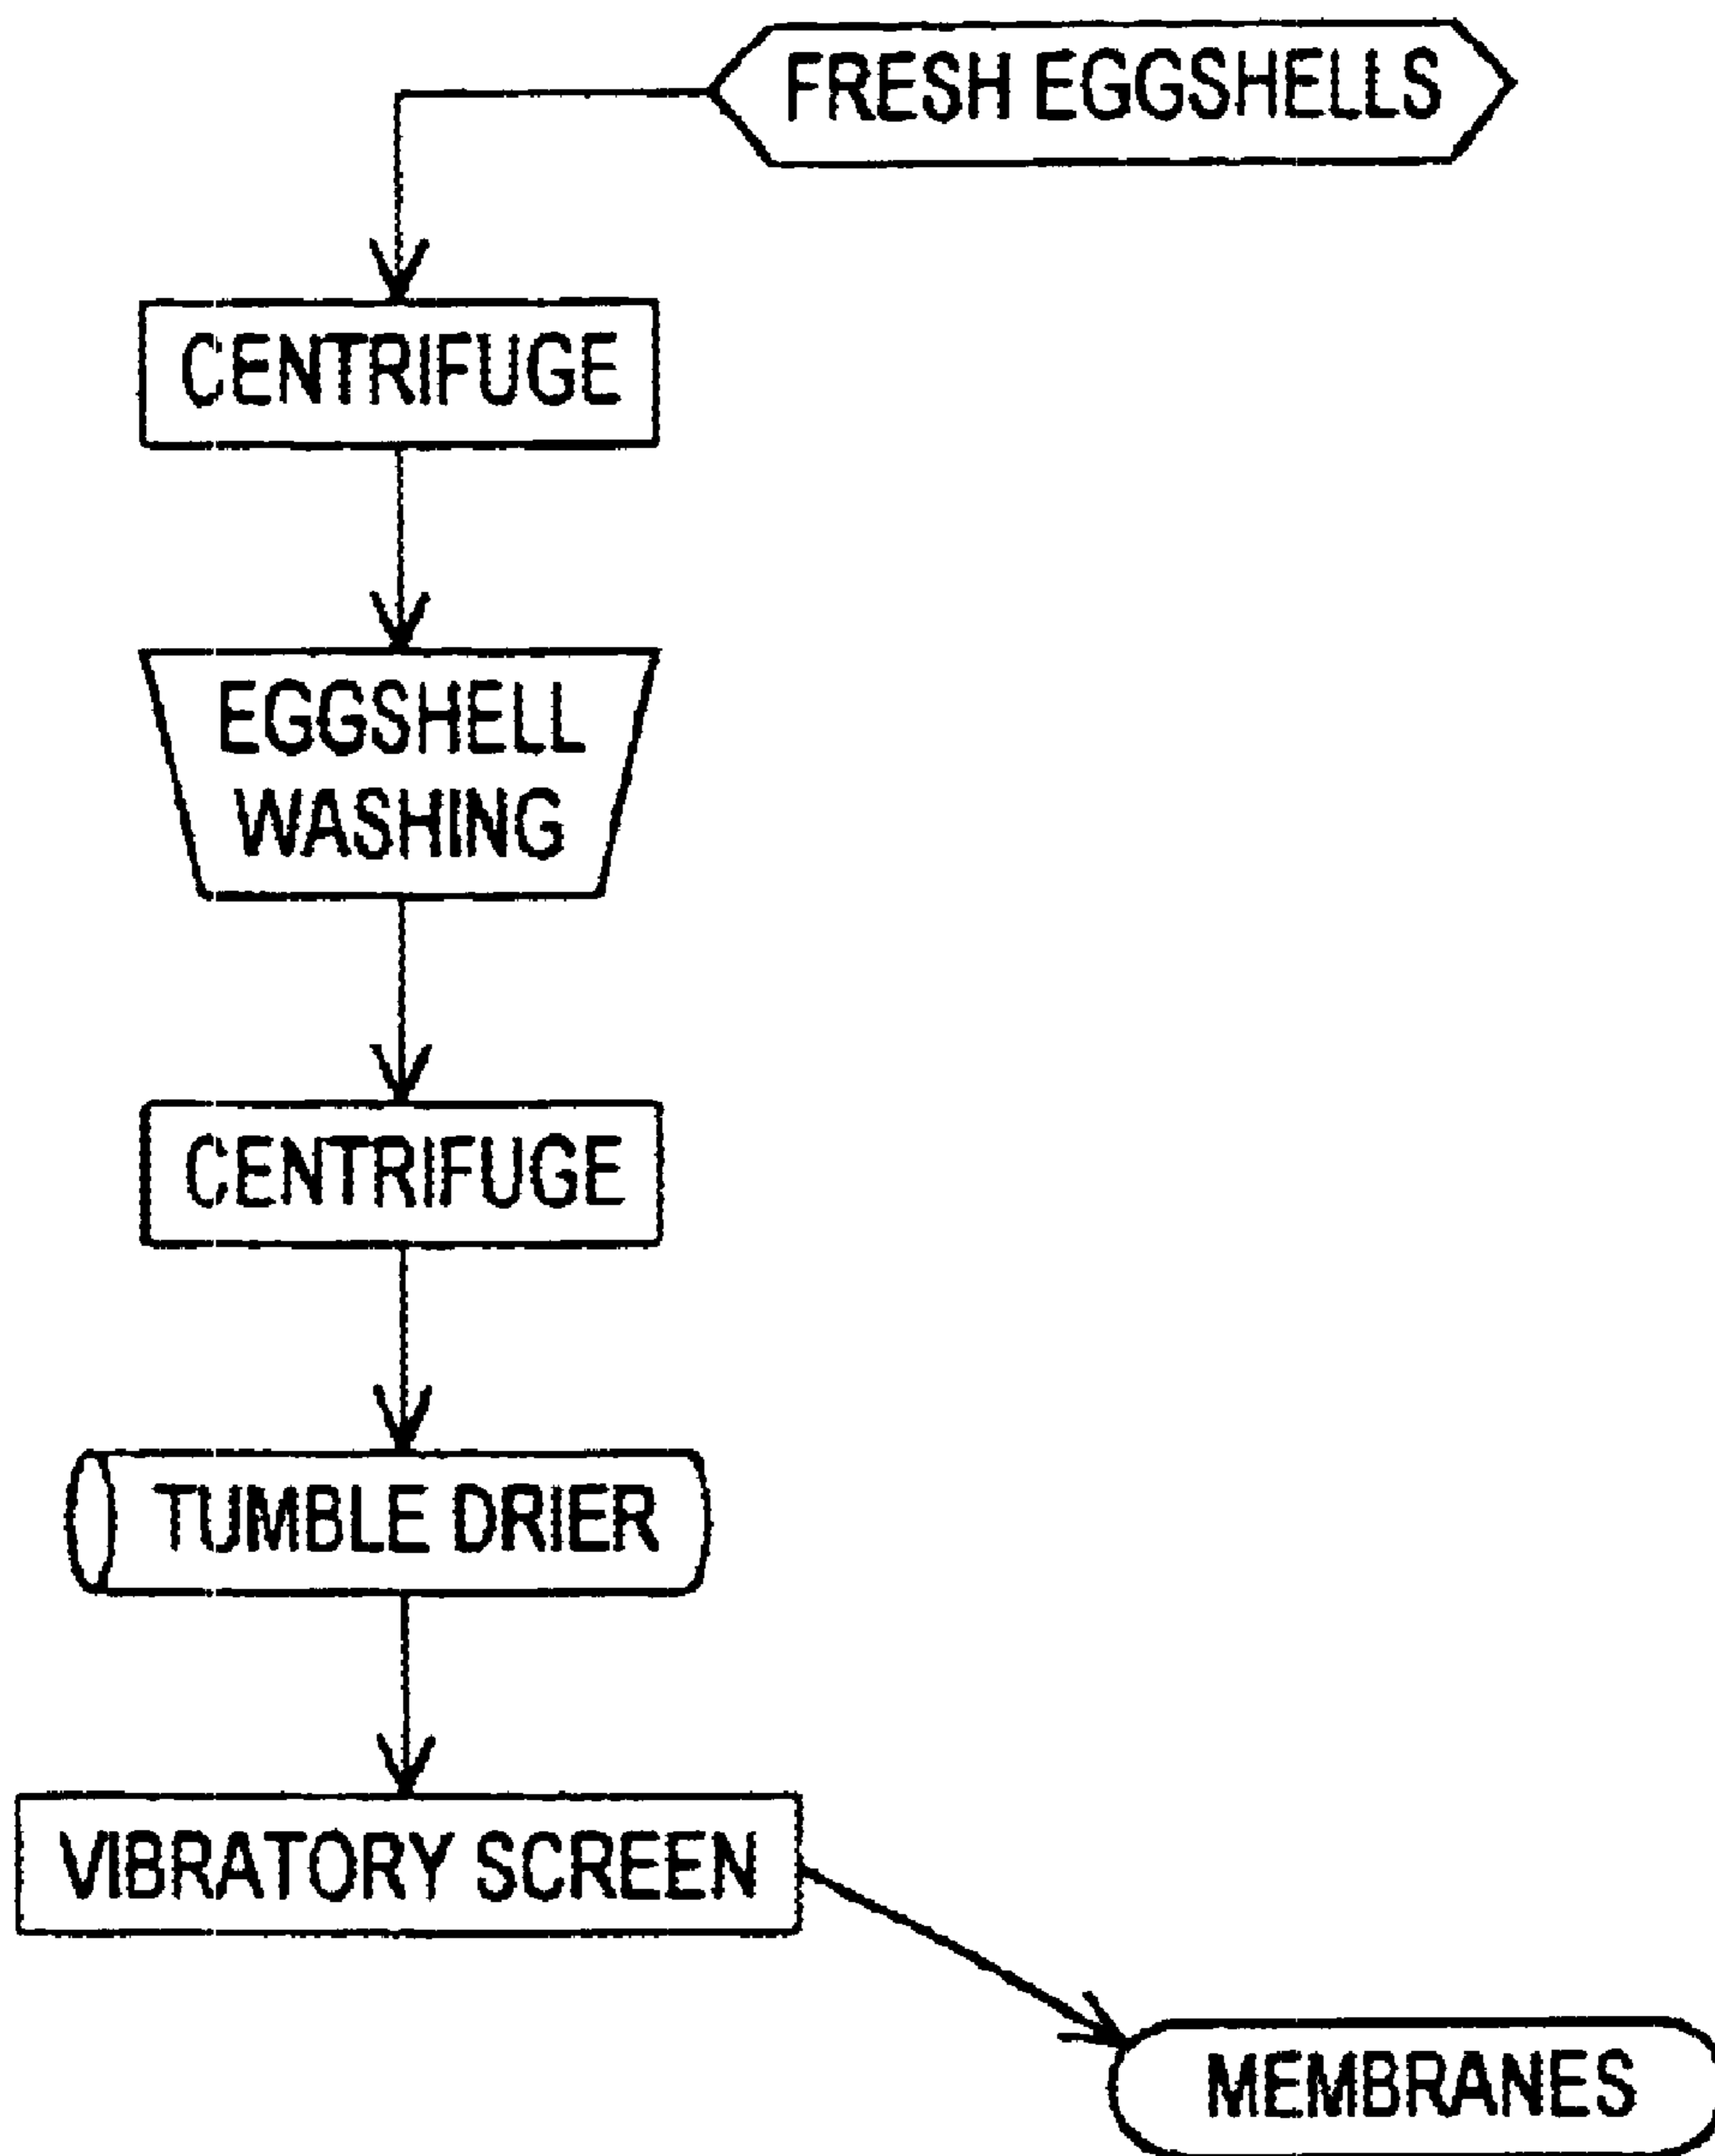 FRESH EGGSHELLS
CENTRIFUGE
EGGSHELL
WASHING
CENTRIFUGE
TUMBLE DRIER
VIBRATORY SCREEN
MEMBRANES